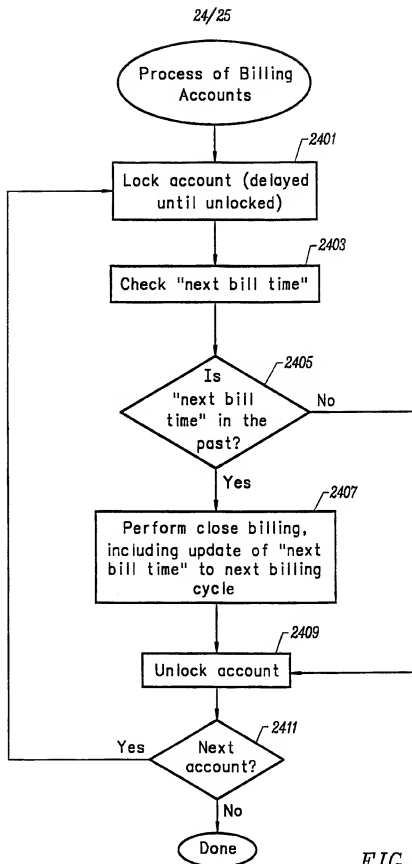 24/25
Process of Billing
Accounts
2401
Lock account (delayed
until unlocked)
2403
Check "next bill time"
2405
Is
"next bill
time" in the
past?
No
Yes
2407
Perform close billing,
including update of "next
bill time" to next billing
cycle
2409
Unlock account
2411
Yes
Next
account?
No
Done
FIG